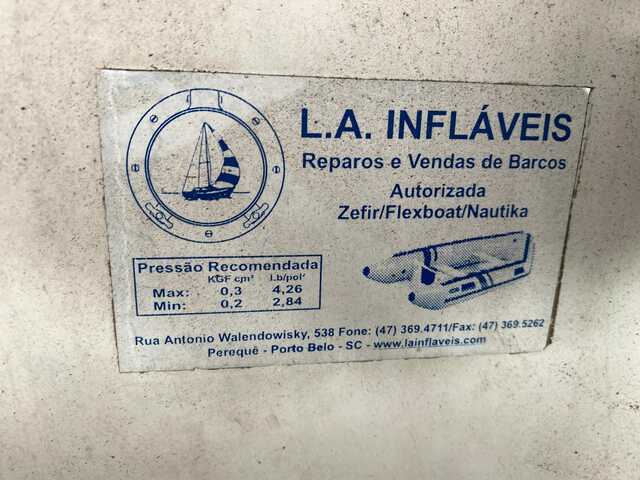 L.A. INFLÁVEIS
Reparos e Vendas de Barcos
Autorizada
Zefir/Flexboat/Nautika
Pressão Recomendada
KGF cm² Lb/pol²
Max: 0,3 4,26
Min: 0,2 2,84
Rua Antonio Walendowisky, 538 Fone: (47) 369.4711/Fax: (47) 369.5262
Perequê - Porto Belo - SC - www.lainflaveis.com